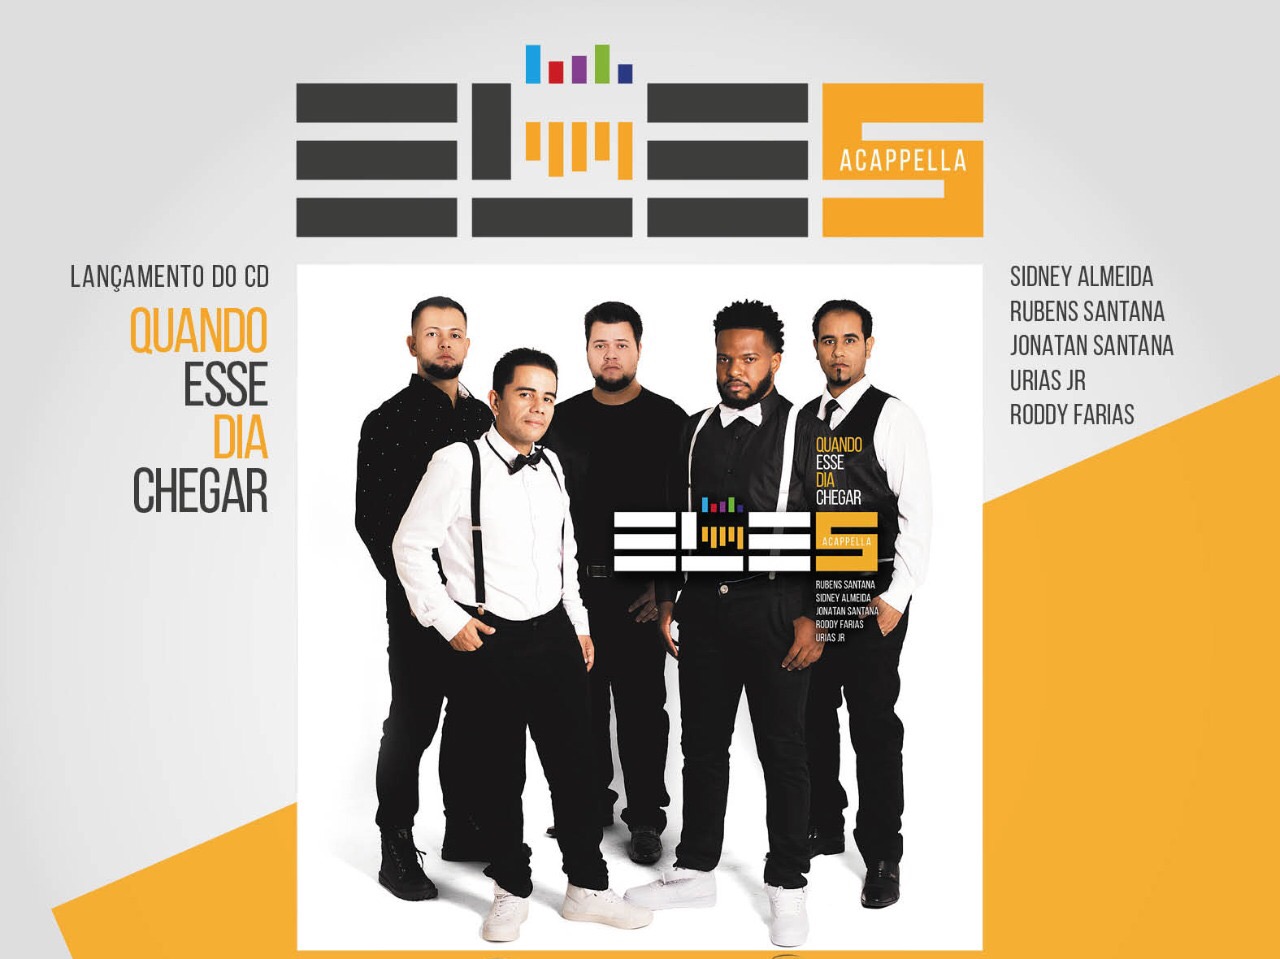 ELES
ACAPPELLA
LANÇAMENTO DO CD
QUANDO
ESSE
DIA
CHEGAR
SIDNEY ALMEIDA
RUBENS SANTANA
JONATAN SANTANA
URIAS JR
RODDY FARIAS
QUANDO
ESSE
DIA
CHEGAR
ELES
ACAPPELLA
RUBENS SANTANA
SIDNEY ALMEIDA
JONATAN SANTANA
RODDY FARIAS
URIAS JR